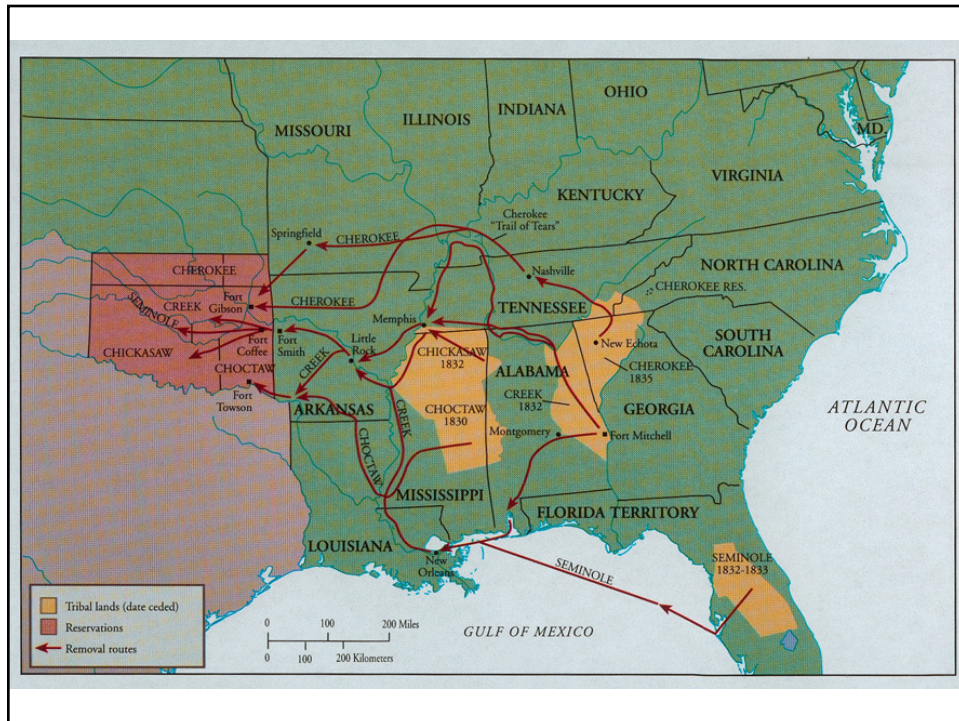 OHIO
INDIANA
ILLINOIS
MISSOURI
MD.
VIRGINIA
KENTUCKY
Cherokee
"Trail of Tears"
Springfield
CHEROKEE
NORTH CAROLINA
CHEROKEE
Nashville
CHEROKEE RES.
CREEK
Fort
Gibson
CHEROKEE
TENNESSEE
SEMINOLE
Memphis
SOUTH
CAROLINA
Fort
Coffee
Fort
Smith
Little
Rock
New Echota
CHICKASAW
CHICKASAW
1832
ALABAMA
CHEROKEE
1835
CHOCTAW
CREEK
CREEK
1832
Fort
Towson
ARKANSAS
CREEK
CHOCTAW
1830
GEORGIA
ATLANTIC
OCEAN
CHOCTAW
Montgomery
Fort Mitchell
MISSISSIPPI
FLORIDA TERRITORY
LOUISIANA
New
Orleans
SEMINOLE
SEMINOLE
1832-1833
Tribal lands (date ceded)
Reservations
Removal routes
0 100 200 Miles
0 100 200 Kilometers
GULF OF MEXICO